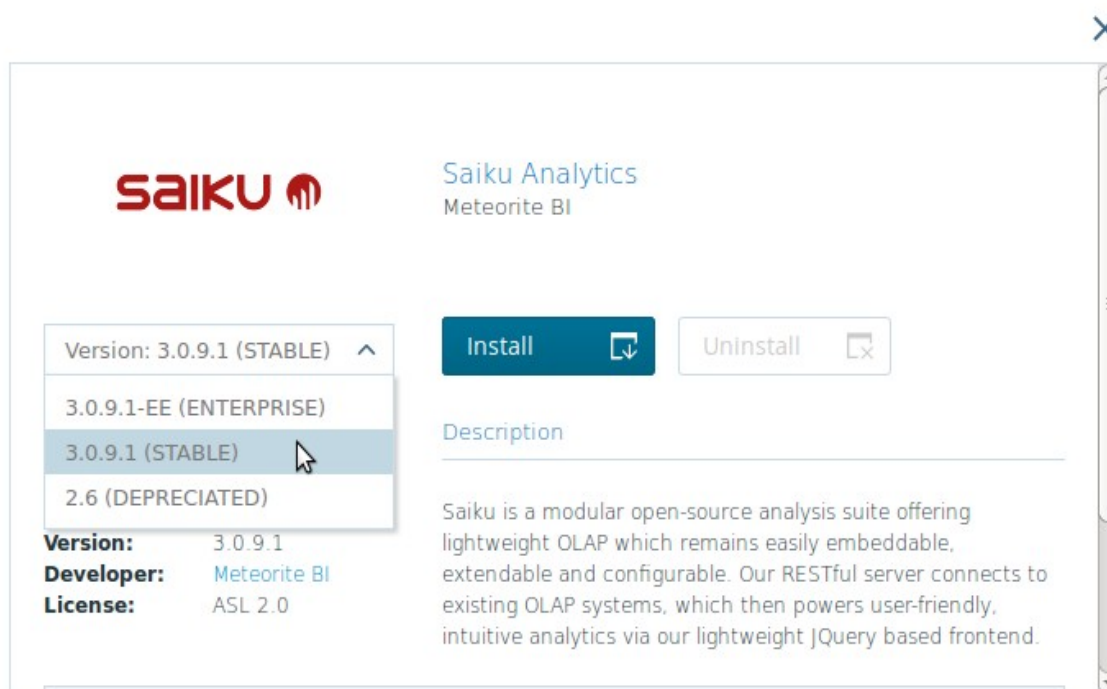 saiku
Saiku Analytics
Meteorite BI
Version: 3.0.9.1 (STABLE)
3.0.9.1-EE (ENTERPRISE)
3.0.9.1 (STABLE)
2.6 (DEPRECIATED)
Version: 3.0.9.1
Developer: Meteorite BI
License: ASL 2.0
Install
Uninstall
Description
Saiku is a modular open-source analysis suite offering
lightweight OLAP which remains easily embeddable,
extendable and configurable. Our RESTful server connects to
existing OLAP systems, which then powers user-friendly,
intuitive analytics via our lightweight JQuery based frontend.